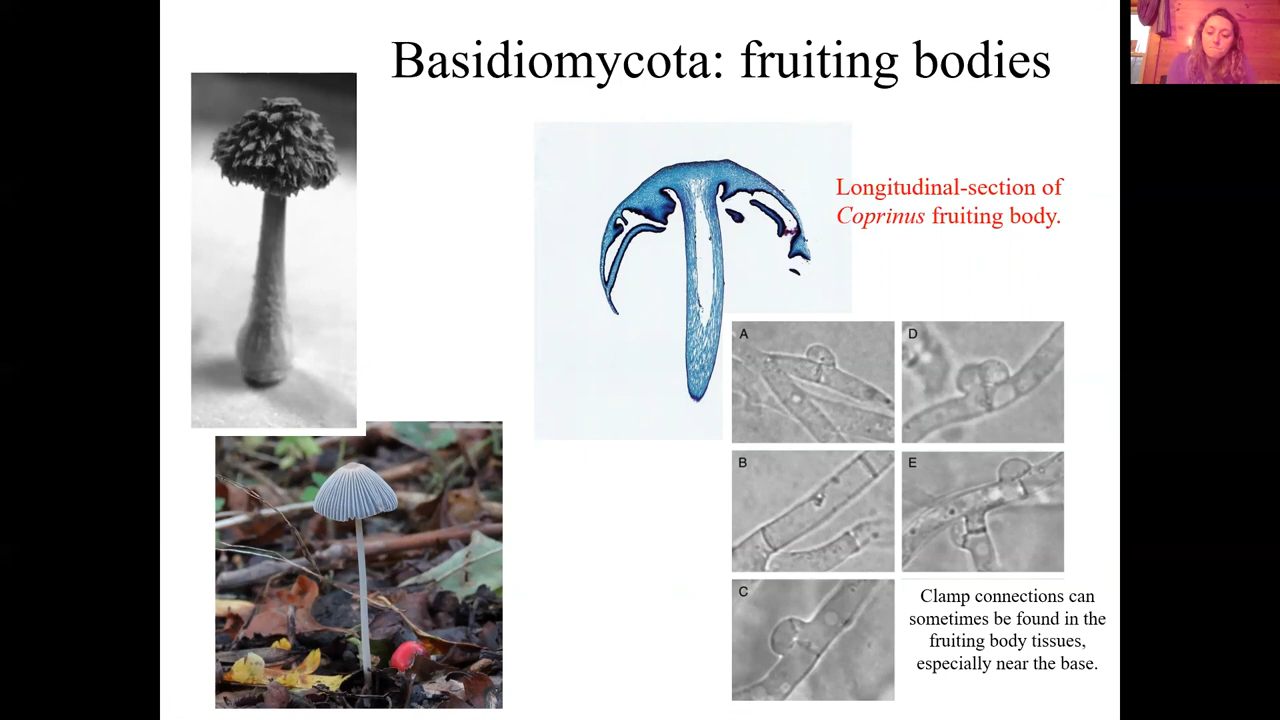 Basidiomycota: fruiting bodies
Longitudinal-section of
Coprinus fruiting body.
A
D
B
E
C
Clamp connections can
sometimes be found in the
fruiting body tissues,
especially near the base.